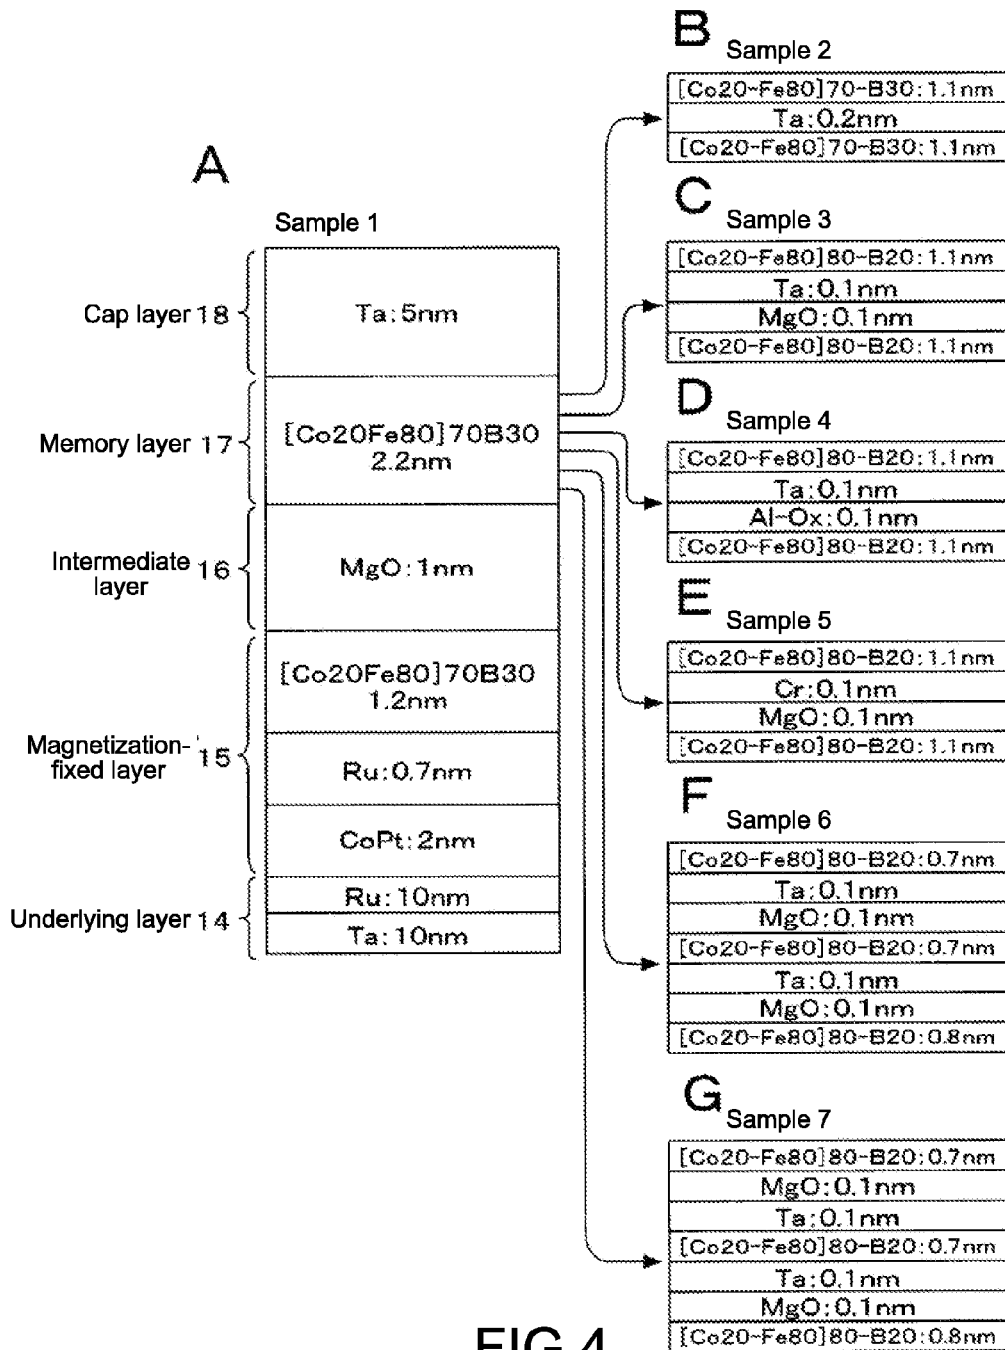 A
Sample 1
Cap layer 18
Ta:5nm
Memory layer 17
[Co20Fe80]70B30
2.2nm
Intermediate
layer
16
MgO:1nm
Magnetization-
fixed layer
15
[Co20Fe80]70B30
1.2nm
Ru:0.7nm
CoPt:2nm
Underlying layer 14
Ru:10nm
Ta:10nm
B
Sample 2
[Co20-Fe80]70-B30:1.1nm
Ta:0.2nm
[Co20-Fe80]70-B30:1.1nm
C
Sample 3
[Co20-Fe80]80-B20:1.1nm
Ta:0.1nm
MgO:0.1nm
[Co20-Fe80]80-B20:1.1nm
D
Sample 4
[Co20-Fe80]80-B20:1.1nm
Ta:0.1nm
Al-Ox:0.1nm
[Co20-Fe80]80-B20:1.1nm
E
Sample 5
[Co20-Fe80]80-B20:1.1nm
Cr:0.1nm
MgO:0.1nm
[Co20-Fe80]80-B20:1.1nm
F
Sample 6
[Co20-Fe80]80-B20:0.7nm
Ta:0.1nm
MgO:0.1nm
[Co20-Fe80]80-B20:0.7nm
Ta:0.1nm
MgO:0.1nm
[Co20-Fe80]80-B20:0.8nm
G
Sample 7
[Co20-Fe80]80-B20:0.7nm
MgO:0.1nm
Ta:0.1nm
[Co20-Fe80]80-B20:0.7nm
Ta:0.1nm
MgO:0.1nm
[Co20-Fe80]80-B20:0.8nm
FIG.4